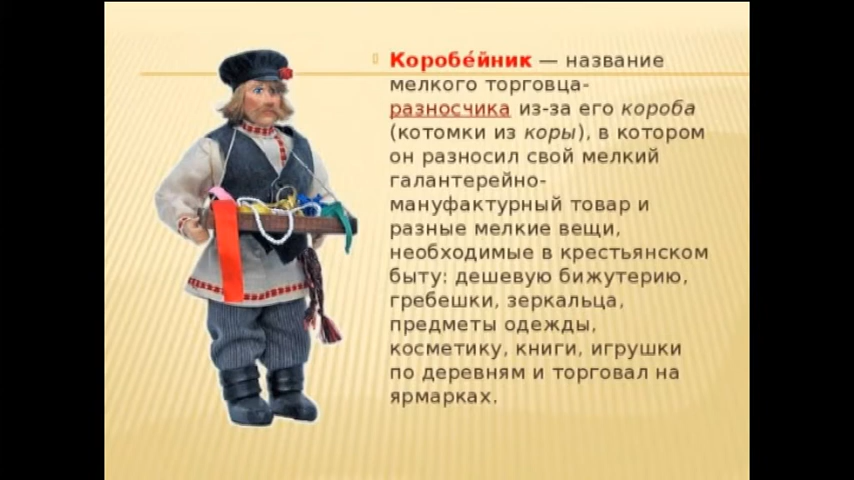 Коробе́йник — название
мелкого торговца-
разносчика из-за его короба
(котомки из коры), в котором
он разносил свой мелкий
галантерейно-
мануфактурный товар и
разные мелкие вещи,
необходимые в крестьянском
быту: дешевую бижутерию,
гребешки, зеркальца,
предметы одежды,
косметику, книги, игрушки
по деревням и торговал на
ярмарках.